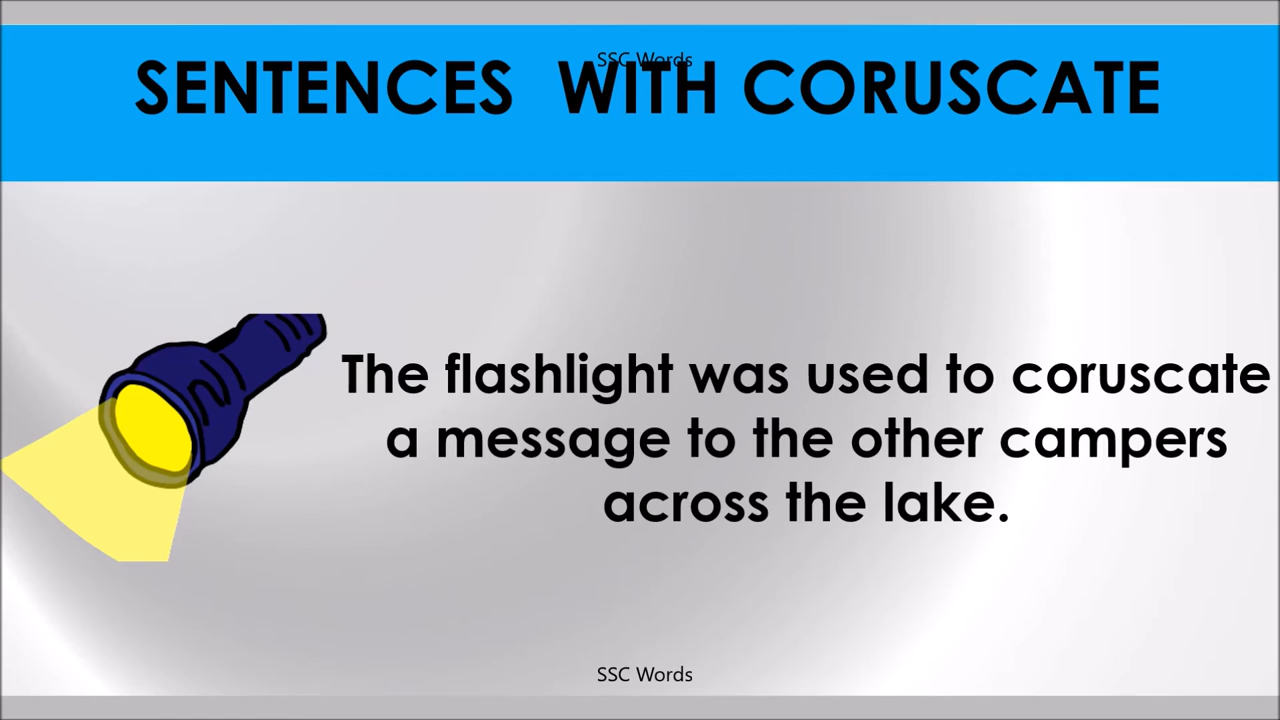 SSC Words
SENTENCES WITH CORUSCATE
The flashlight was used to coruscate
a message to the other campers
across the lake.
SSC Words